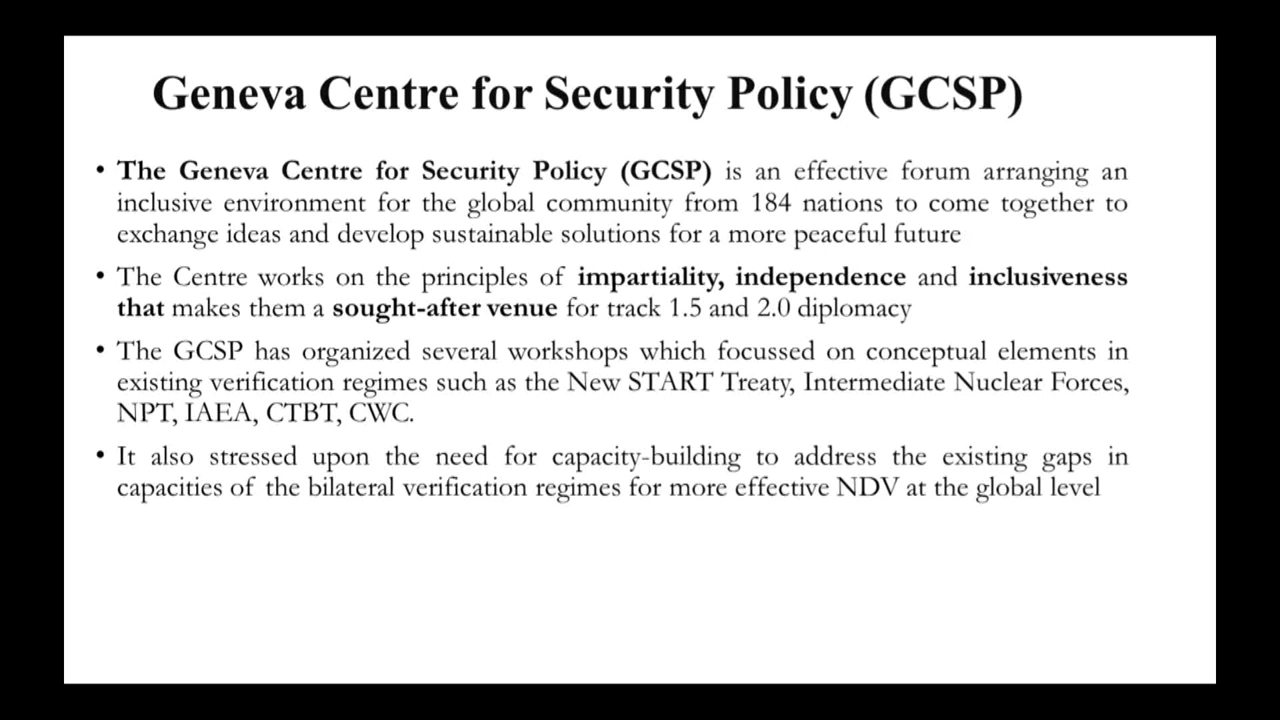 Geneva Centre for Security Policy (GCSP)
• The Geneva Centre for Security Policy (GCSP) is an effective forum arranging an
inclusive environment for the global community from 184 nations to come together to
exchange ideas and develop sustainable solutions for a more peaceful future
• The Centre works on the principles of impartiality, independence and inclusiveness
that makes them a sought-after venue for track 1.5 and 2.0 diplomacy
• The GCSP has organized several workshops which focussed on conceptual elements in
existing verification regimes such as the New START Treaty, Intermediate Nuclear Forces,
NPT, IAEA, CTBT, CWC.
• It also stressed upon the need for capacity-building to address the existing gaps in
capacities of the bilateral verification regimes for more effective NDV at the global level